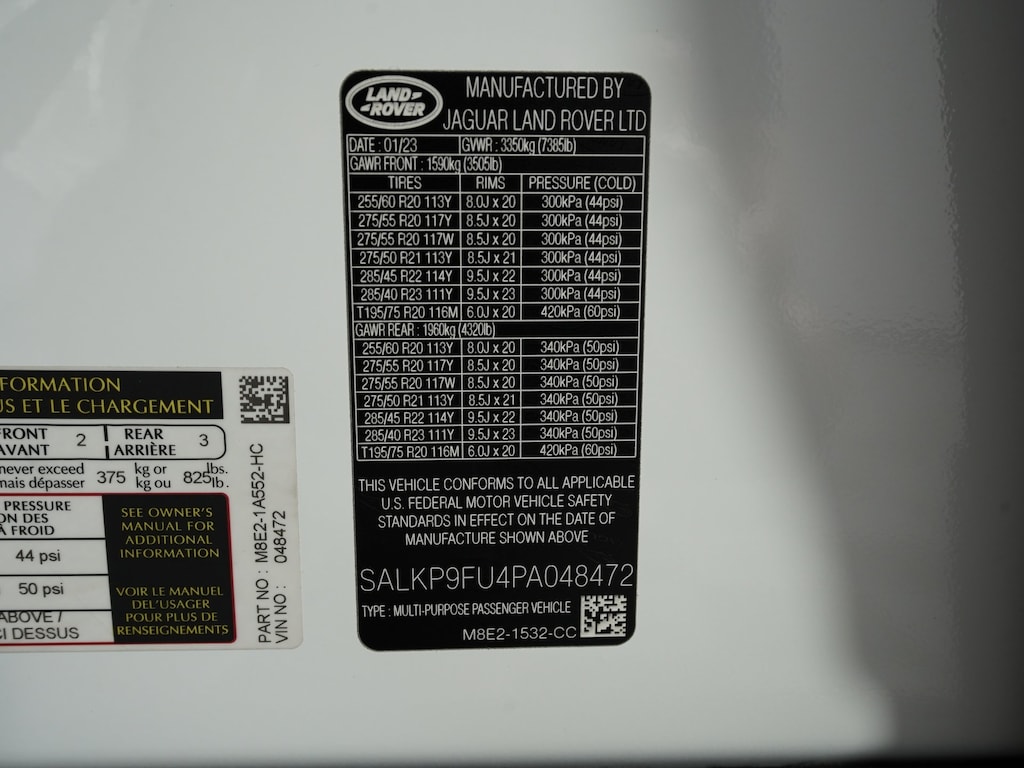 LAND-
-ROVER
MANUFACTURED BY
JAGUAR LAND ROVER LTD
DATE : 01/23 GVWR : 3350kg (7385lb)
GAWR FRONT : 1590kg (3505lb)
TIRES RIMS PRESSURE (COLD)
255/60 R20 113Y 8.0J x 20 300kPa (44psi)
275/55 R20 117Y 8.5J x 20 300kPa (44psi)
275/55 R20 117W 8.5J x 20 300kPa (44psi)
275/50 R21 113Y 8.5J x 21 300kPa (44psi)
285/45 R22 114Y 9.5J x 22 300kPa (44psi)
285/40 R23 111Y 9.5J x 23 300kPa (44psi)
T195/75 R20 116M 6.0J x 20 420kPa (60psi)
GAWR REAR : 1960kg (4320lb)
255/60 R20 113Y 8.0J x 20 340kPa (50psi)
275/55 R20 117Y 8.5J x 20 340kPa (50psi)
275/55 R20 117W 8.5J x 20 340kPa (50psi)
275/50 R21 113Y 8.5J x 21 340kPa (50psi)
285/45 R22 114Y 9.5J x 22 340kPa (50psi)
285/40 R23 111Y 9.5J x 23 340kPa (50psi)
T195/75 R20 116M 6.0J x 20 420kPa (60psi)
THIS VEHICLE CONFORMS TO ALL APPLICABLE
U.S. FEDERAL MOTOR VEHICLE SAFETY
STANDARDS IN EFFECT ON THE DATE OF
MANUFACTURE SHOWN ABOVE
SALKP9FU4PA048472
TYPE : MULTI-PURPOSE PASSENGER VEHICLE
M8E2-1532-CC
FORMATION
US ET LE CHARGEMENT
FRONT 2 REAR 3
AVANT ARRIÈRE
never exceed 375 kg or 825 lbs.
mais dépasser kg ou lb.
PRESSURE
ON DES
À FROID
44 psi
50 psi
ABOVE /
CI DESSUS
SEE OWNER'S
MANUAL FOR
ADDITIONAL
INFORMATION
VOIR LE MANUEL
DEL'USAGER
POUR PLUS DE
RENSEIGNEMENTS
PART NO : M8E2-1A552-HC
VIN NO : 048472